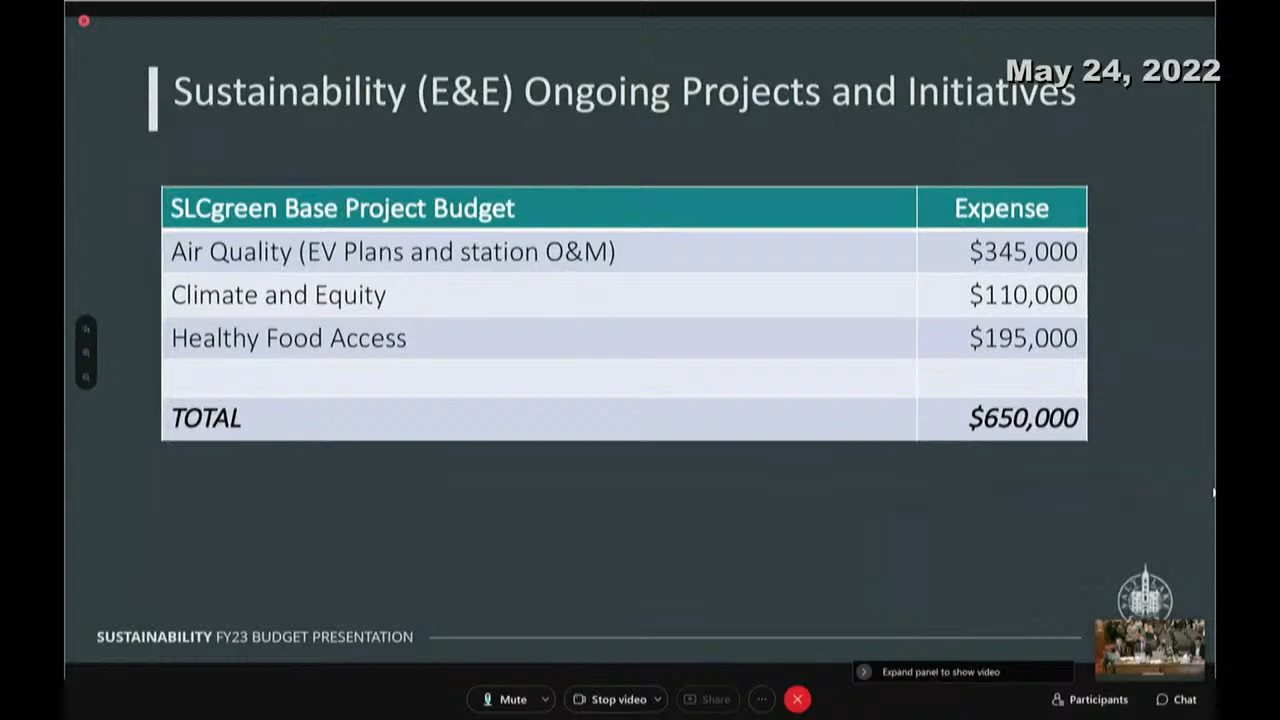 May 24, 2022
Sustainability (E&E) Ongoing Projects and Initiatives
SLCgreen Base Project Budget Expense
Air Quality (EV Plans and station O&M) $345,000
Climate and Equity $110,000
Healthy Food Access $195,000
TOTAL $650,000
SUSTAINABILITY FY23 BUDGET PRESENTATION
Expand panel to show video
Mute Stop video Share Participants Chat